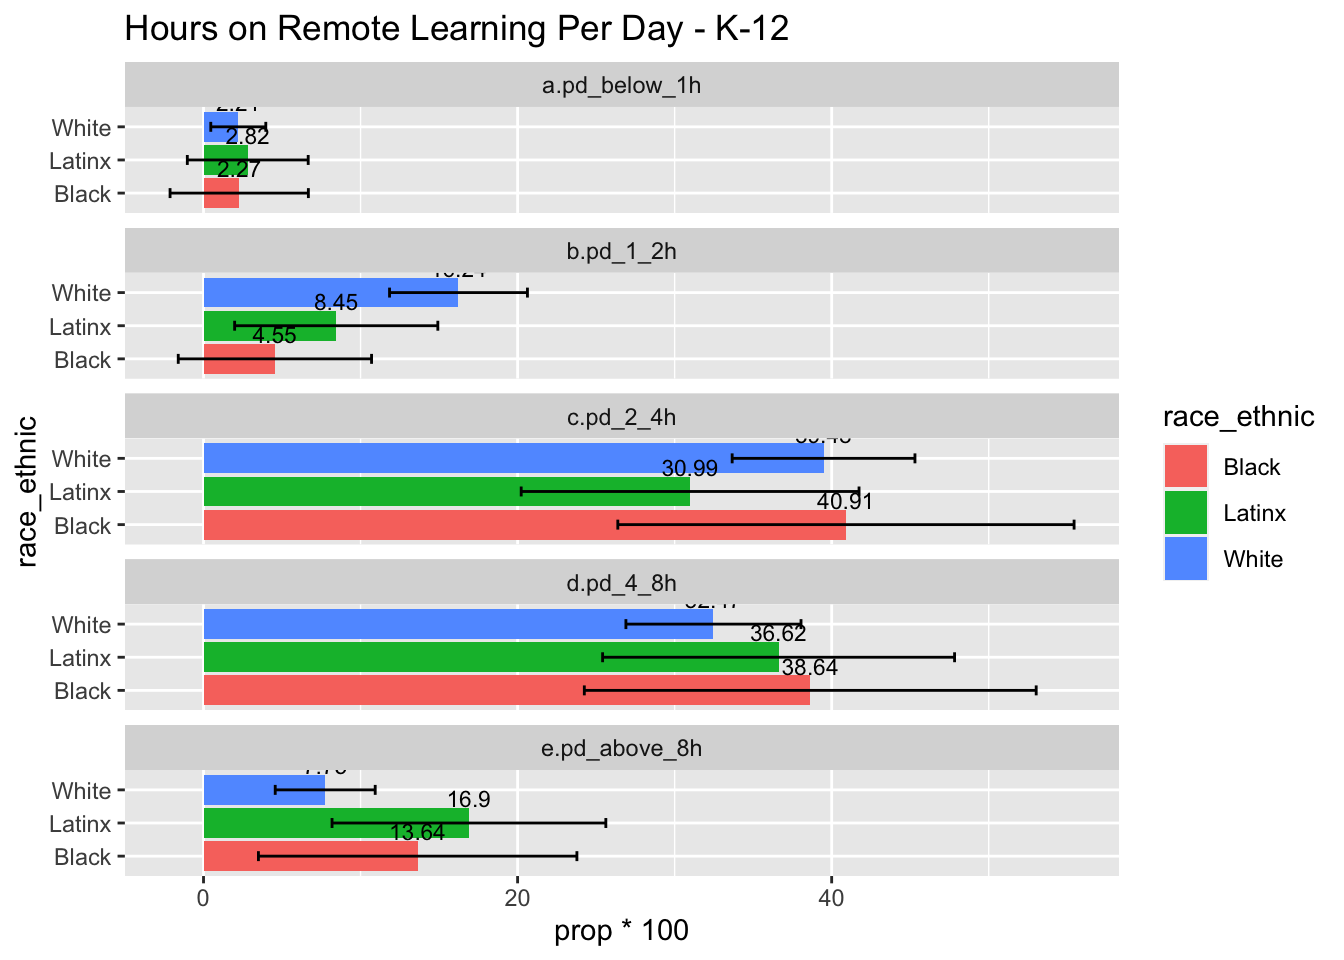 Hours on Remote Learning Per Day - K-12
a.pd_below_1h
White
2.82
Latinx
2.27
Black
b.pd_1_2h
White
8.45
Latinx
4.55
Black
c.pd_2_4h
White
30.99
Latinx
40.91
Black
d.pd_4_8h
White
36.62
Latinx
38.64
Black
e.pd_above_8h
White
16.9
Latinx
13.64
Black
0 20 40
prop * 100
race_ethnic
race_ethnic
Black
Latinx
White